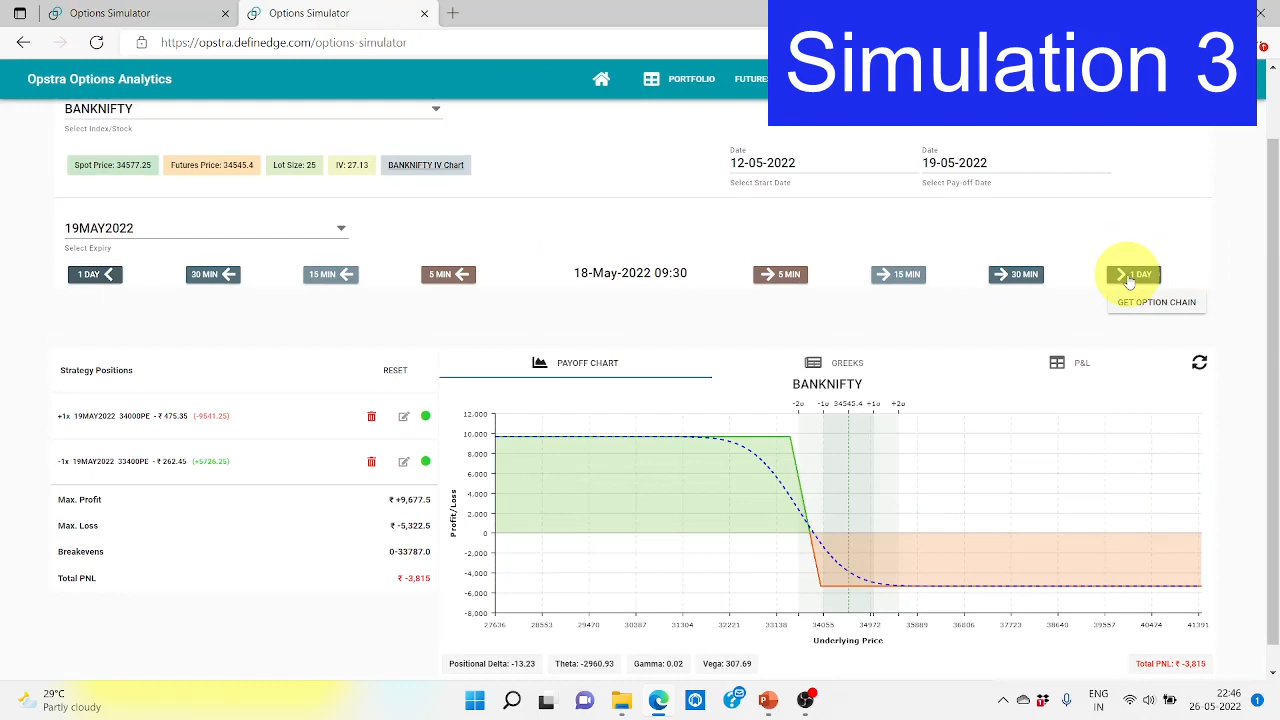 Simulation 3
https://opstra.definedge.com/options-simulator
Opstra Options Analytics
PORTFOLIO
BANKNIFTY
Select Index/Stock
Spot Price: 34577.25
Futures Price: 34545.4
Lot Size: 25
IV: 27.13
BANKNIFTY IV Chart
Date
12-05-2022
Select Start Date
Date
19-05-2022
Select Pay-off Date
19MAY2022
Select Expiry
1 DAY
30 MIN
15 MIN
5 MIN
18-May-2022 09:30
5 MIN
15 MIN
30 MIN
1 DAY
GET OPTION CHAIN
Strategy Positions
RESET
+1x 19MAY2022 34000PE - ₹ 475.35 (-9541.25)
-1x 19MAY2022 33400PE - ₹ 262.45 (+5726.25)
Max. Profit ₹ +9,677.5
Max. Loss ₹ -5,322.5
Breakevens 0-33787.0
Total PNL ₹ -3,815
PAYOFF CHART
GREEKS
P&L
BANKNIFTY
-2σ -1σ 34545.4 +1σ +2σ
12,000
10,000
8,000
6,000
4,000
2,000
0
-2,000
-4,000
-6,000
-8,000
Profit/Loss
27636 28553 29470 30387 31304 32221 33138 34055 34972 35889 36806 37723 38640 39557 40474 41391
Underlying Price
Positional Delta: -13.23
Theta: -2960.93
Gamma: 0.02
Vega: 307.69
Total PNL: ₹ -3,815
29°C
Partly cloudy
ENG
IN
22:46
26-05-2022